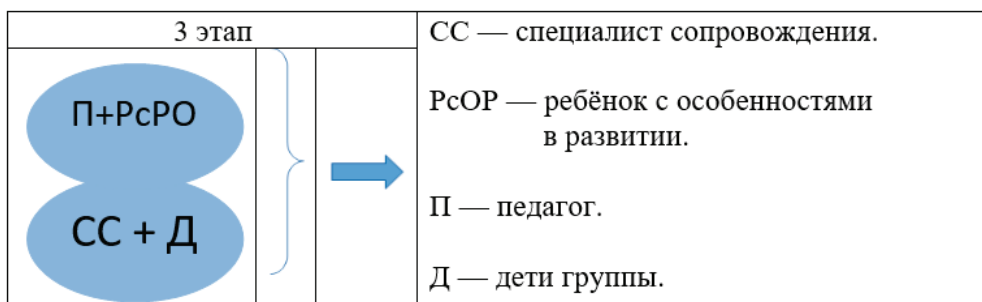 3 этап
П+РсРО
СС + Д
СС — специалист сопровождения.
РсОР — ребёнок с особенностями
в развитии.
П — педагог.
Д — дети группы.